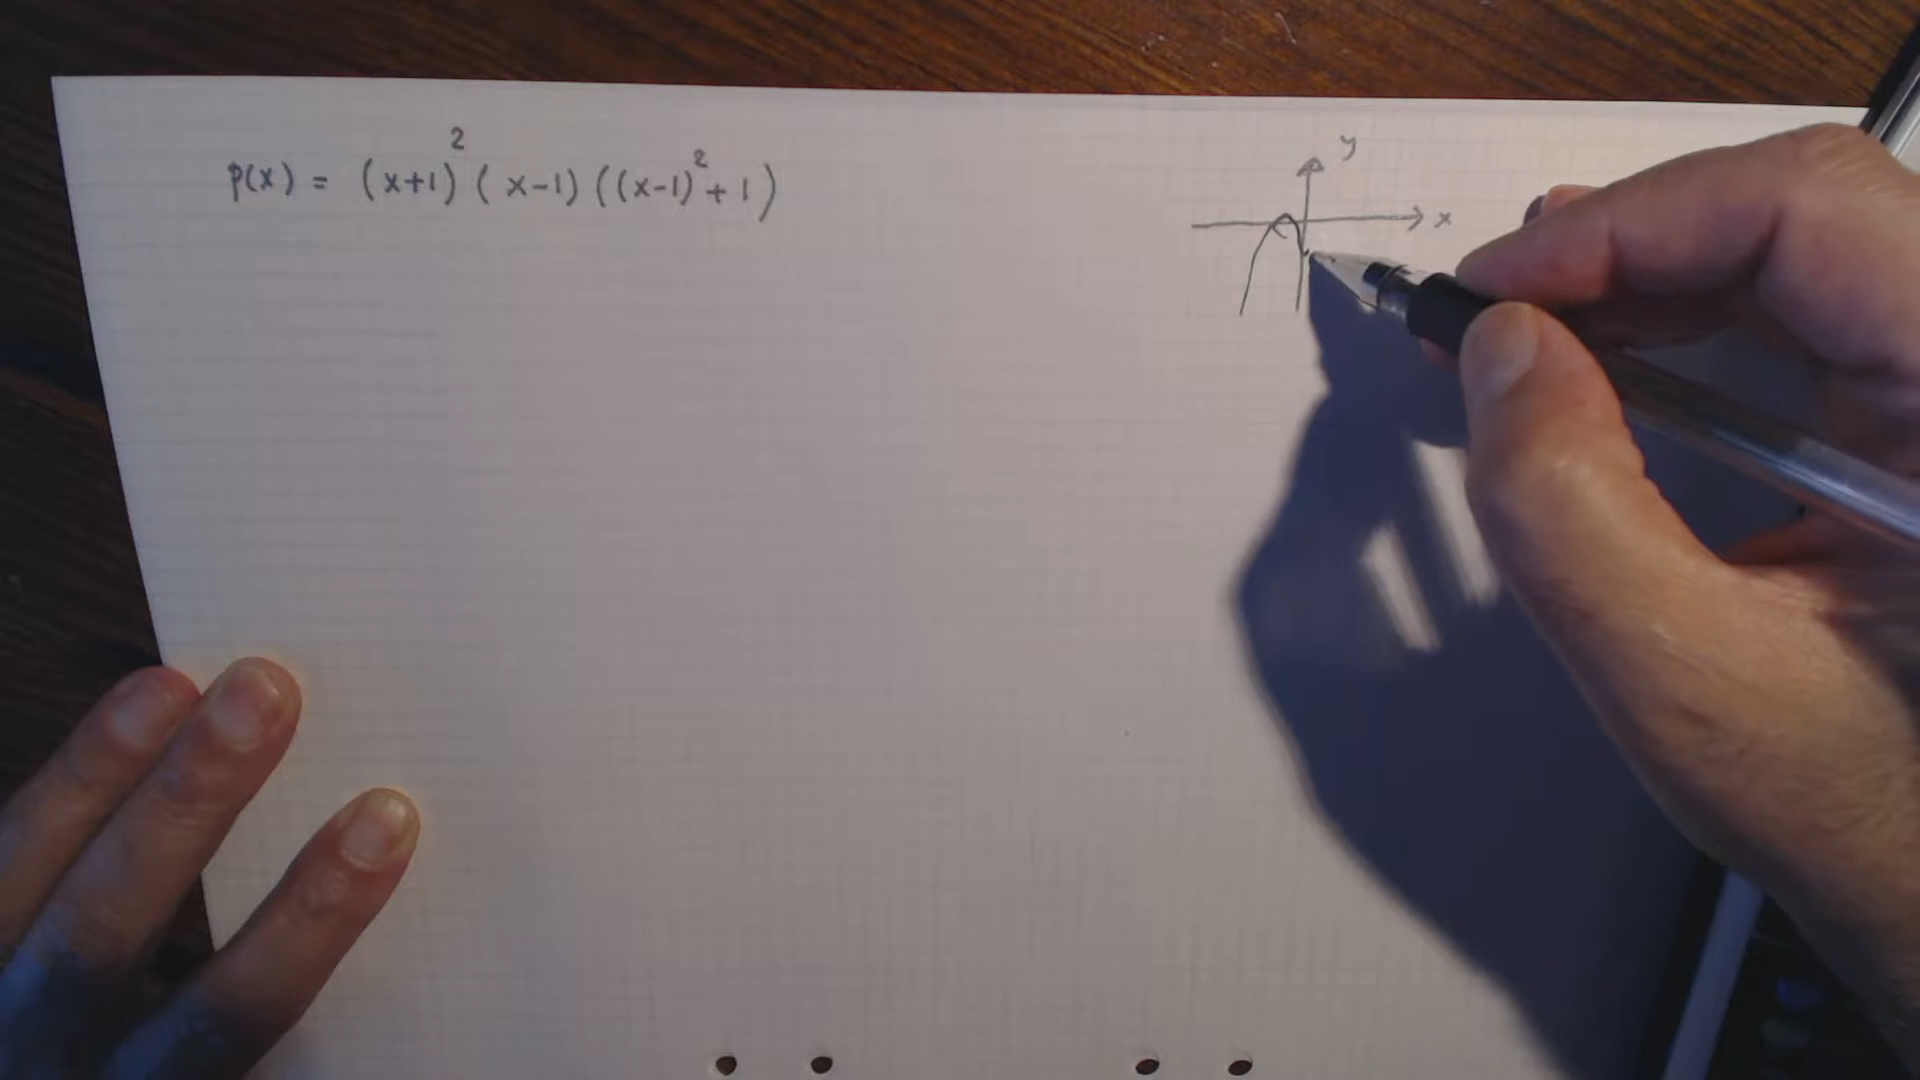 p(x) = (x+1)² (x-1) ((x-1)² + 1)
y
x